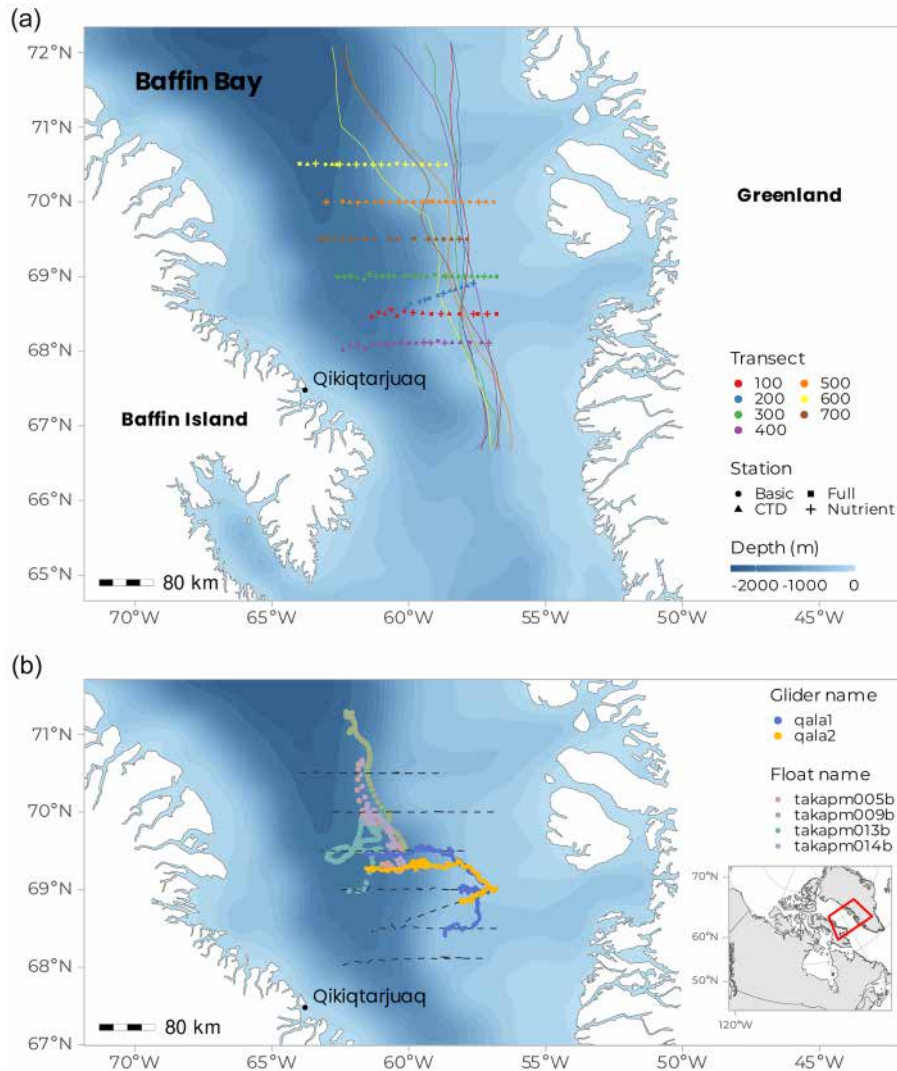 (a)
72°N
Baffin Bay
71°N
70°N
Greenland
69°N
68°N
Qikiqtarjuaq
67°N
Baffin Island
66°N
65°N
Transect
100 500
200 600
300 700
400
Station
Basic Full
CTD Nutrient
Depth (m)
-2000 -1000 0
80 km
70°W 65°W 60°W 55°W 50°W 45°W
(b)
71°N
70°N
69°N
68°N
67°N
Qikiqtarjuaq
80 km
Glider name
qala1
qala2
Float name
takapm005b
takapm009b
takapm013b
takapm014b
70°N
60°N
50°N
120°W
70°W 65°W 60°W 55°W 50°W 45°W